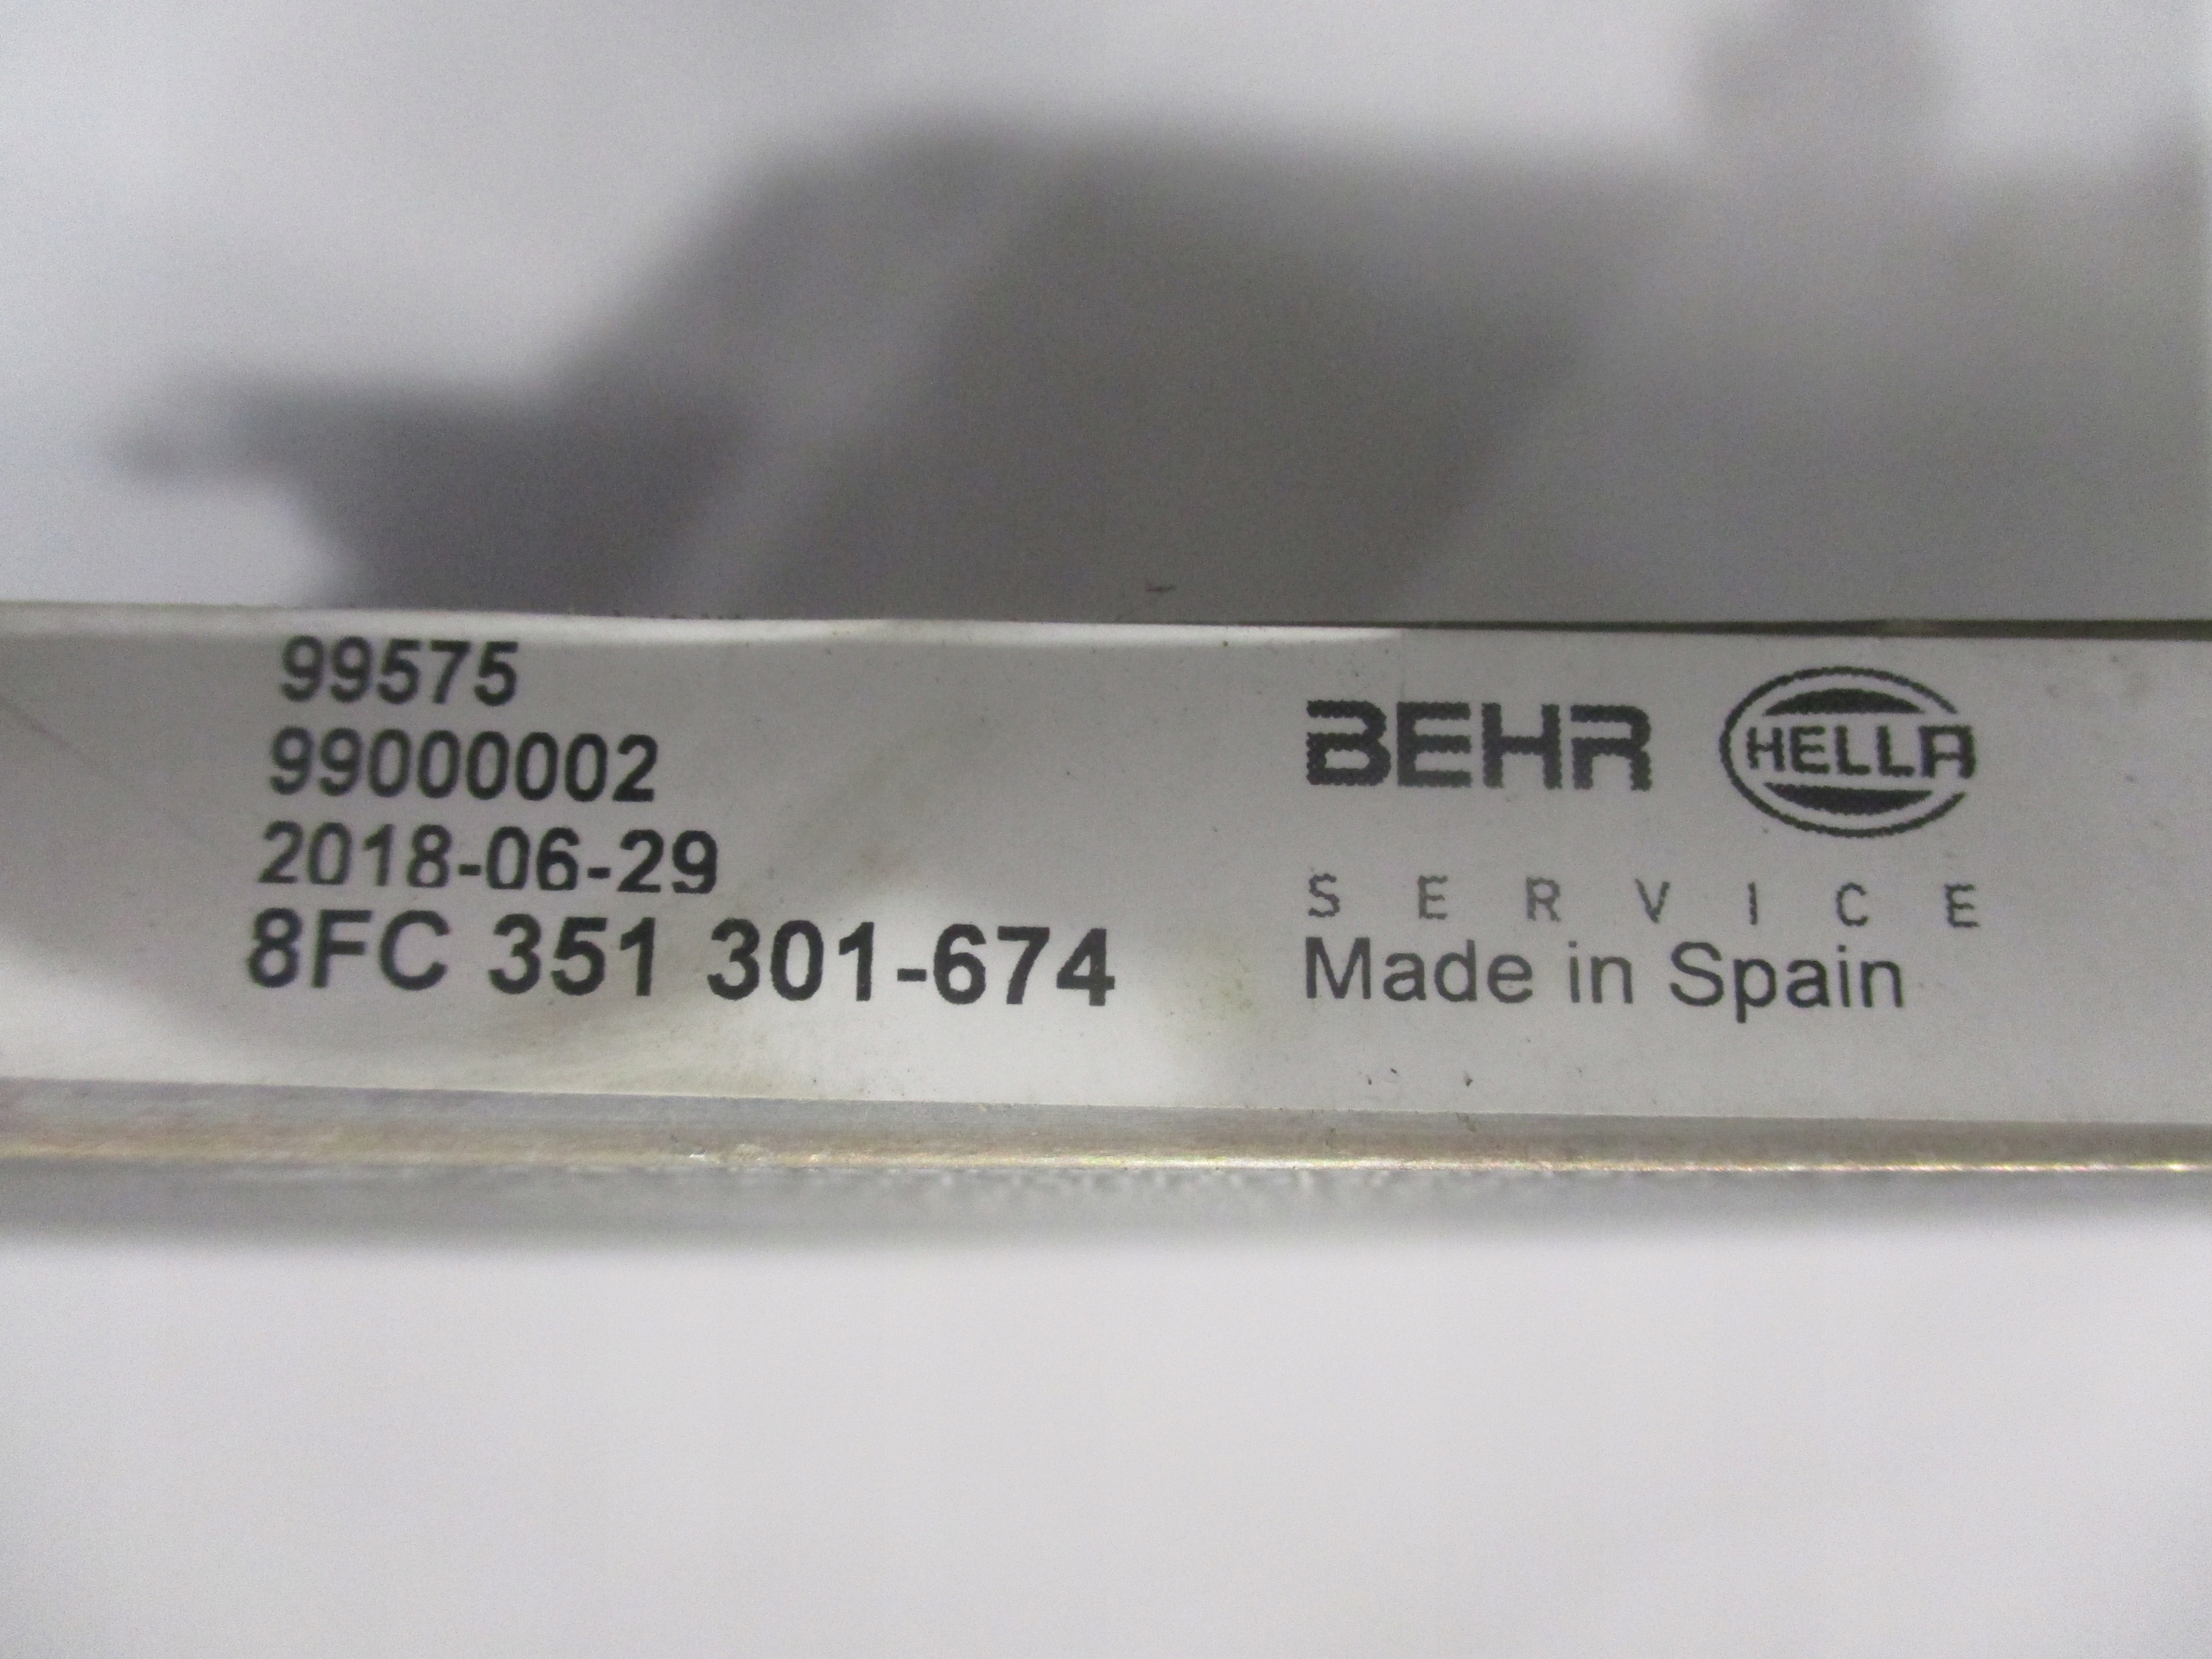 99575
99000002
2018-06-29
8FC 351 301-674
BEHR HELLA
SERVICE
Made in Spain